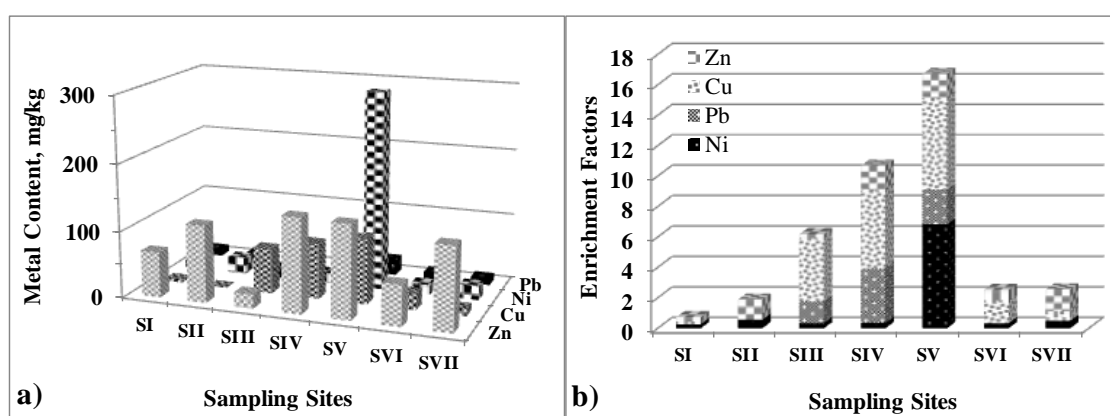 300
200
100
0
Metal Content, mg/kg
SI
SII
SIII
SIV
SV
SVI
SVII
Pb
Ni
Cu
Zn
a)
Sampling Sites
18
16
14
12
10
8
6
4
2
0
Enrichment Factors
Zn
Cu
Pb
Ni
SI
SII
SIII
SIV
SV
SVI
SVII
b)
Sampling Sites